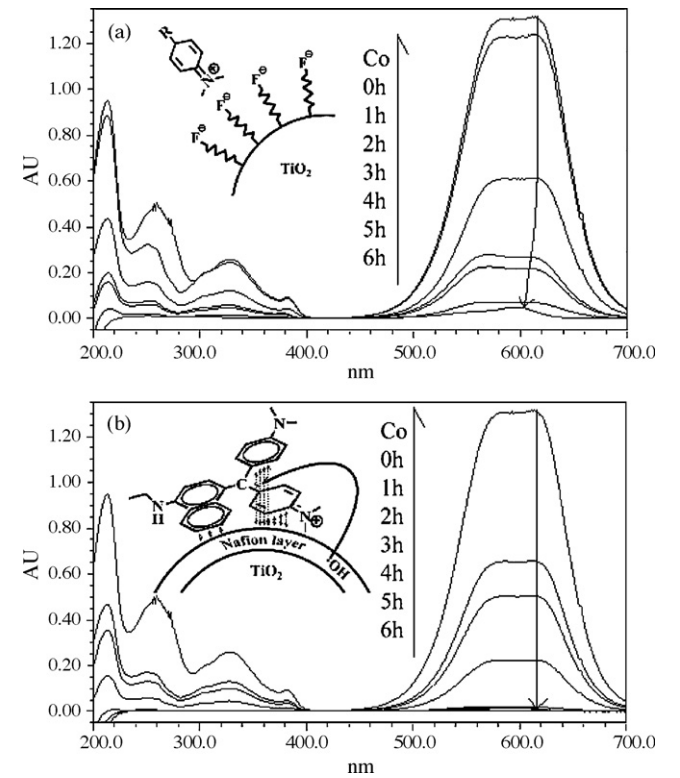 (a)
R
N
⊕
F⊖
F⊖
F⊖
F⊖
TiO₂
Co
0h
1h
2h
3h
4h
5h
6h
AU
1.20
1.00
0.80
0.60
0.40
0.20
0.00
200.0 300.0 400.0 500.0 600.0 700.0
nm
(b)
N
C
N
H
N⊕
Nafion layer
·OH
TiO₂
Co
0h
1h
2h
3h
4h
5h
6h
AU
1.20
1.00
0.80
0.60
0.40
0.20
0.00
200.0 300.0 400.0 500.0 600.0 700.0
nm